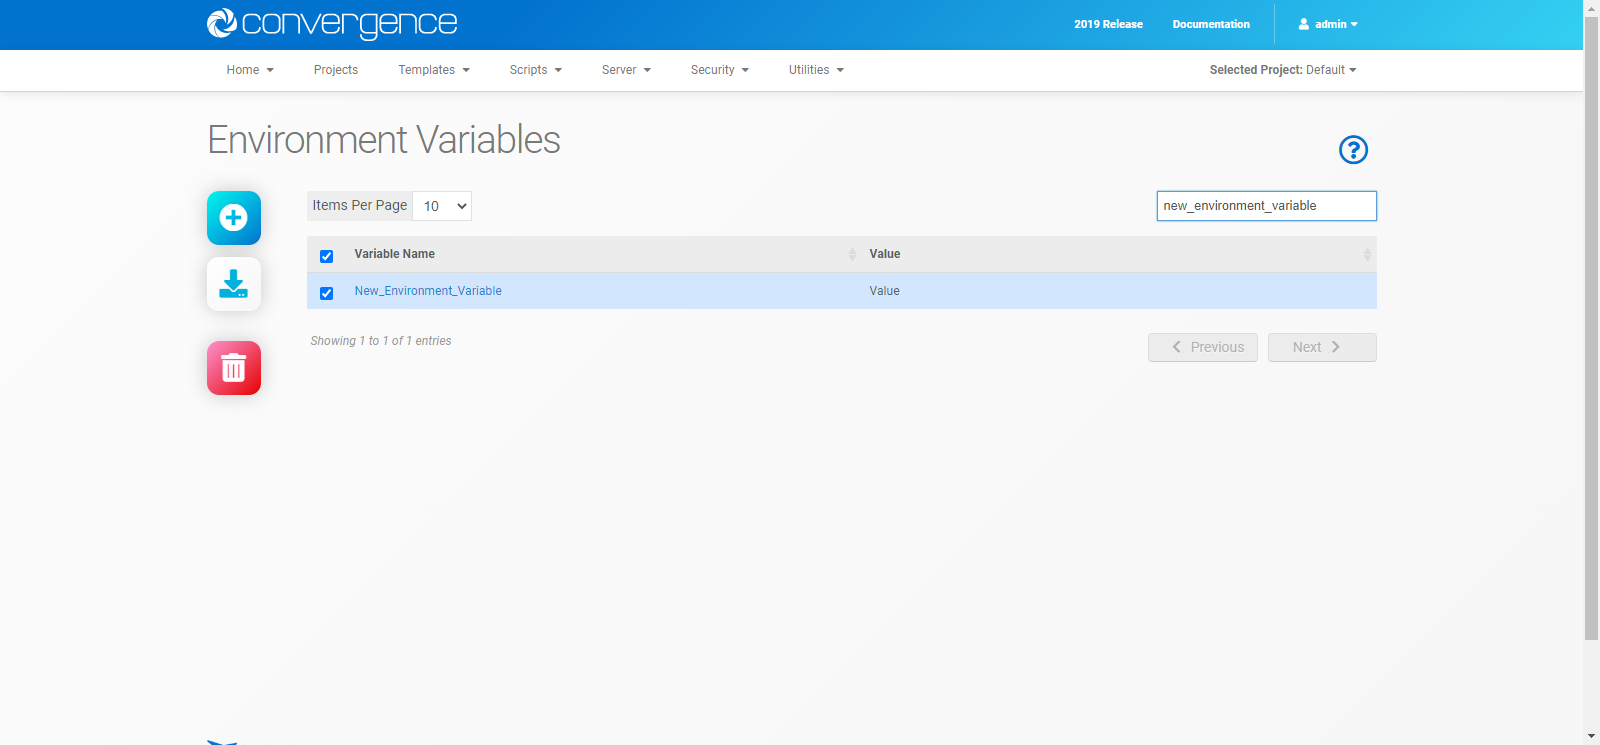 convergence
2019 Release Documentation admin
Home Projects Templates Scripts Server Security Utilities Selected Project: Default
Environment Variables
Items Per Page 10 new_environment_variable
Variable Name Value
New_Environment_Variable Value
Showing 1 to 1 of 1 entries Previous Next